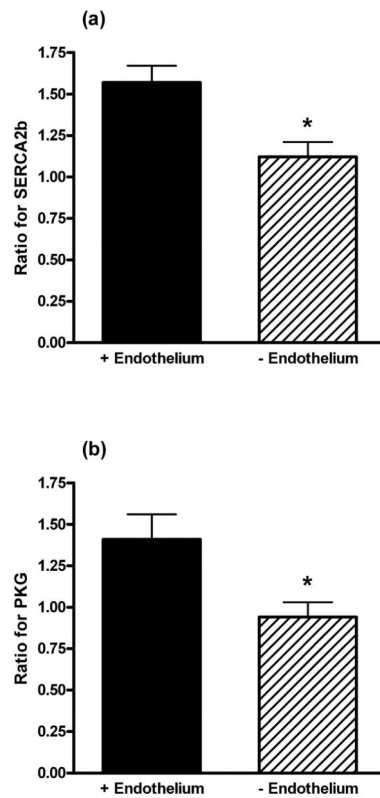 (a)
Ratio for SERCA2b
1.75
1.50
1.25
1.00
0.75
0.50
0.25
0.00
*
+ Endothelium
- Endothelium
(b)
Ratio for PKG
1.75
1.50
1.25
1.00
0.75
0.50
0.25
0.00
*
+ Endothelium
- Endothelium